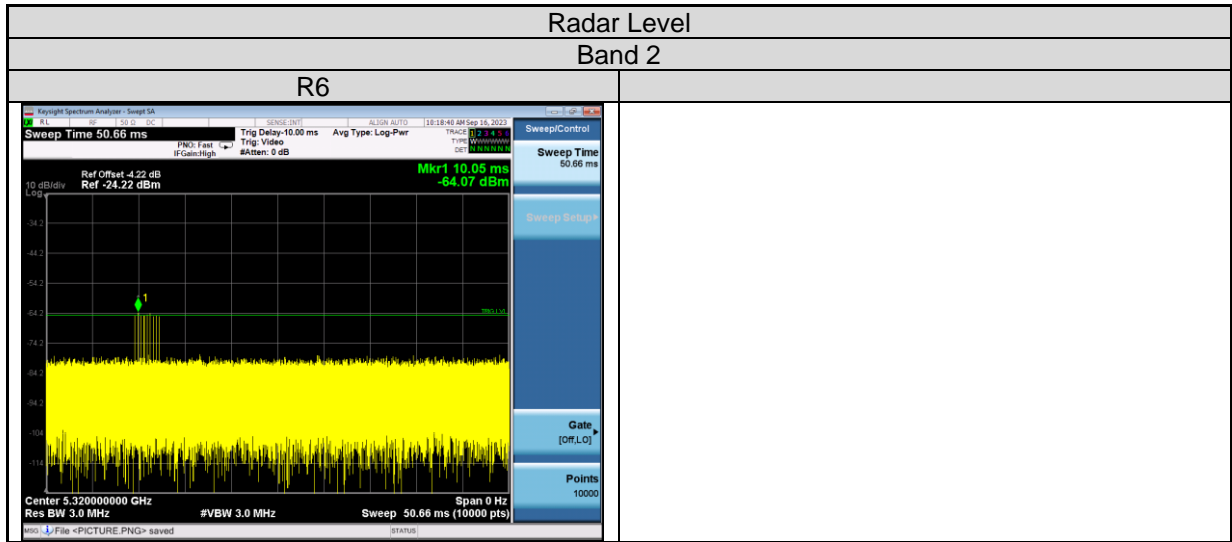 Radar Level
Band 2
R6
Keysight Spectrum Analyzer - Swept SA
RL RF 50 Ω DC SENSE:INT ALIGN AUTO 10:18:40 AM Sep 16, 2023
Sweep Time 50.66 ms
PNO: Fast
IFGain:High
Trig Delay-10.00 ms
Trig: Video
#Atten: 0 dB
Avg Type: Log-Pwr
TRACE 1 2 3 4 5 6
TYPE WWWWWW
DET N N N N N N
Sweep/Control
Sweep Time
50.66 ms
Sweep Setup
Gate
[Off,LO]
Points
10000
Mkr1 10.05 ms
-64.07 dBm
Ref Offset -4.22 dB
10 dB/div Ref -24.22 dBm
Log
-34.2
-44.2
-54.2
1
-64.2
TRIG LVL
-74.2
-84.2
-94.2
-104
-114
Center 5.320000000 GHz Span 0 Hz
Res BW 3.0 MHz #VBW 3.0 MHz Sweep 50.66 ms (10000 pts)
MSG File <PICTURE.PNG> saved STATUS